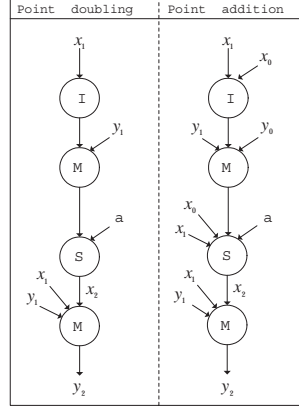 Point doubling
Point addition
x₁
I
y₁
M
a
S
x₁
x₂
y₁
M
y₂
x₁
x₀
I
y₁
y₀
M
x₀
a
x₁
S
x₁
x₂
y₁
M
y₂